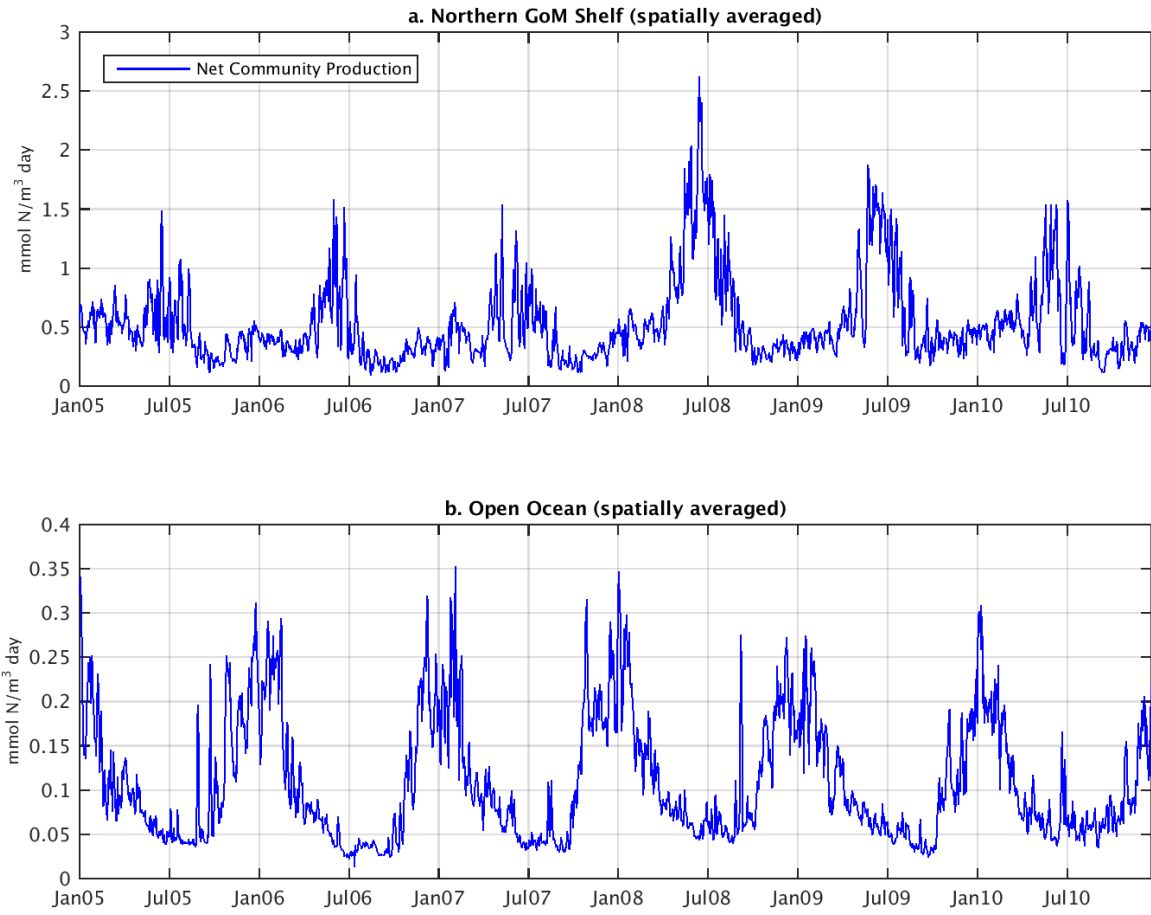 a. Northern GoM Shelf (spatially averaged)
3
2.5
2
1.5
1
0.5
0
mmol N/m³ day
Net Community Production
Jan05 Jul05 Jan06 Jul06 Jan07 Jul07 Jan08 Jul08 Jan09 Jul09 Jan10 Jul10
b. Open Ocean (spatially averaged)
0.4
0.35
0.3
0.25
0.2
0.15
0.1
0.05
0
mmol N/m³ day
Jan05 Jul05 Jan06 Jul06 Jan07 Jul07 Jan08 Jul08 Jan09 Jul09 Jan10 Jul10